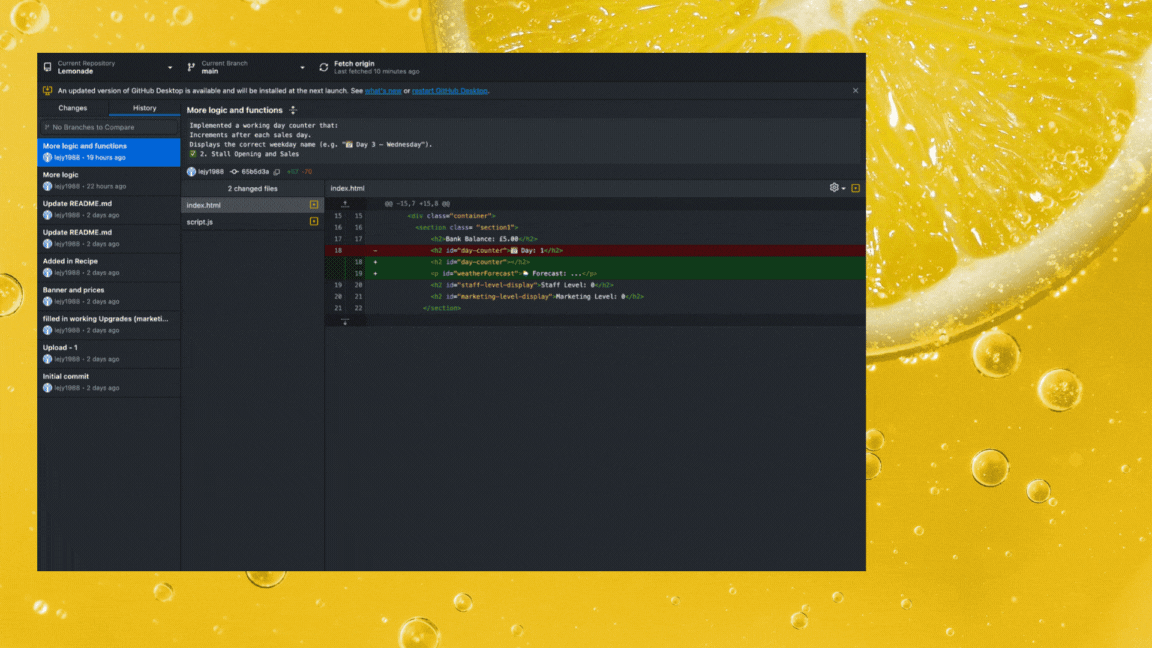 Current Repository
Lemonade
Current Branch
main
Fetch origin
Last fetched 10 minutes ago
An updated version of GitHub Desktop is available and will be installed at the next launch. See what's new or restart GitHub Desktop.
Changes
History
No Branches to Compare
More logic and functions
lejy1988 • 19 hours ago
More logic
lejy1988 • 22 hours ago
Update README.md
lejy1988 • 2 days ago
Update README.md
lejy1988 • 2 days ago
Added in Recipe
lejy1988 • 2 days ago
Banner and prices
lejy1988 • 2 days ago
filled in working Upgrades (marketi...
lejy1988 • 2 days ago
Upload - 1
lejy1988 • 2 days ago
Initial commit
lejy1988 • 2 days ago
More logic and functions
Implemented a working day counter that:
Increments after each sales day.
Displays the correct weekday name (e.g. "📅 Day 3 – Wednesday").
✅ 2. Stall Opening and Sales
lejy1988 65b5d3a
2 changed files
index.html
script.js
index.html
@@ -15,7 +15,8 @@
15 15 <div class="container">
16 16 <section class= "section1">
17 17 <h2>Bank Balance: £5.00</h2>
18 - <h2 id="day-counter">📅 Day: 1</h2>
18 + <h2 id="day-counter"></h2>
19 + <p id="weatherForecast">🌦 Forecast: ...</p>
19 20 <h2 id="staff-level-display">Staff Level: 0</h2>
20 21 <h2 id="marketing-level-display">Marketing Level: 0</h2>
21 22 </section>